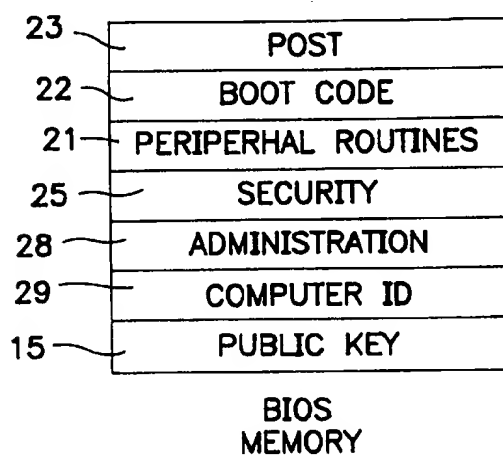 23 POST
22 BOOT CODE
21 PERIPERHAL ROUTINES
25 SECURITY
28 ADMINISTRATION
29 COMPUTER ID
15 PUBLIC KEY
BIOS
MEMORY